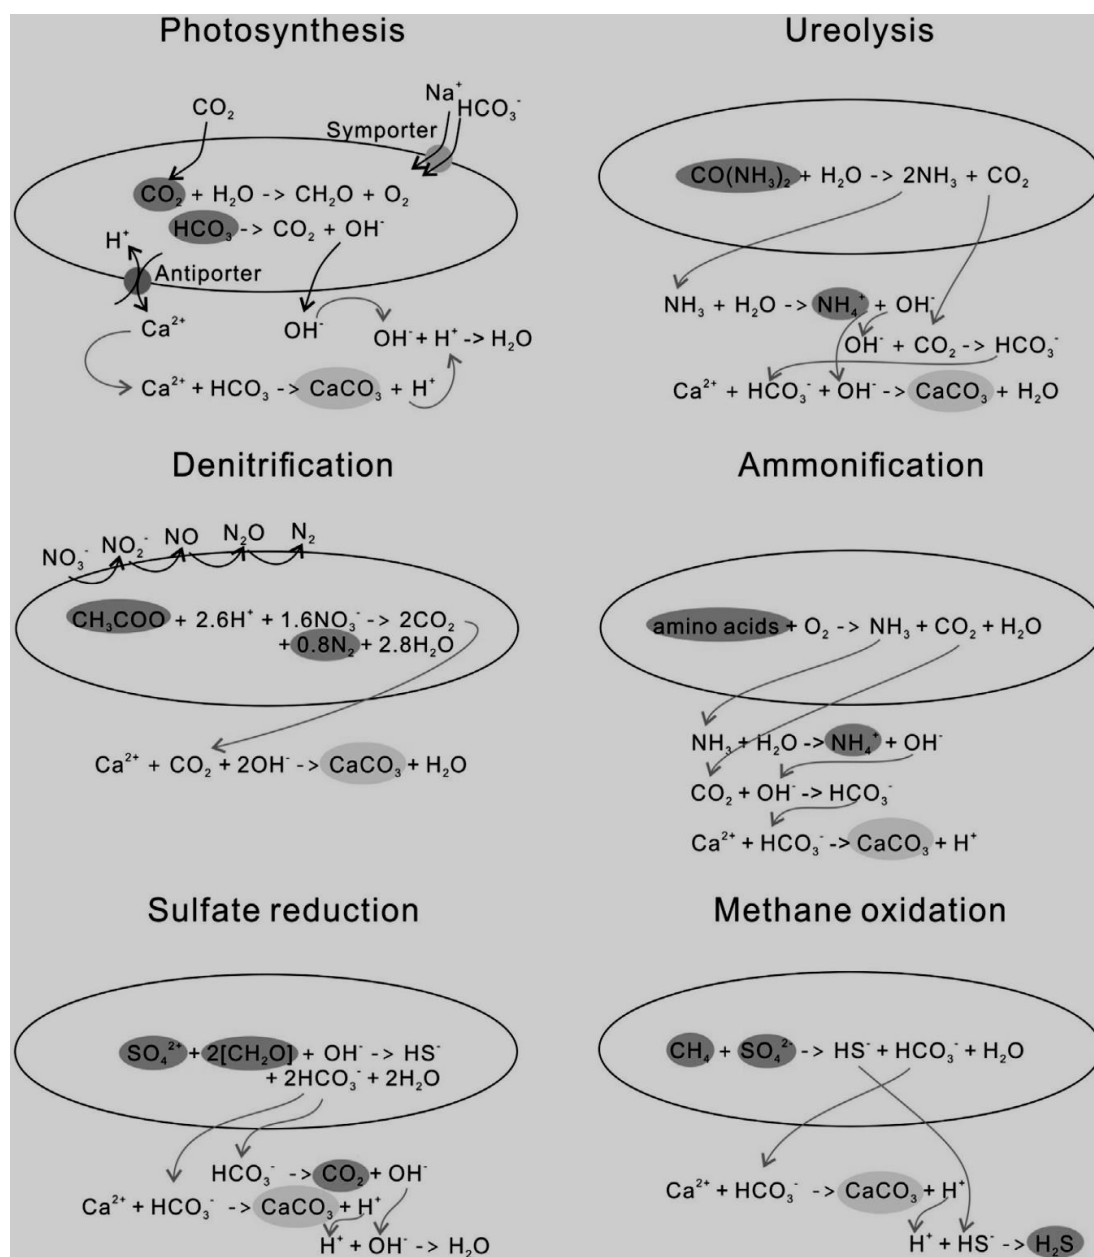 Photosynthesis
CO₂
Na⁺
HCO₃⁻
Symporter
CO₂ + H₂O -> CH₂O + O₂
HCO₃ -> CO₂ + OH⁻
H⁺
Antiporter
Ca²⁺
OH⁻
OH⁻ + H⁺ -> H₂O
Ca²⁺ + HCO₃ -> CaCO₃ + H⁺
Ureolysis
CO(NH₃)₂ + H₂O -> 2NH₃ + CO₂
NH₃ + H₂O -> NH₄⁺ + OH⁻
OH⁻ + CO₂ -> HCO₃⁻
Ca²⁺ + HCO₃⁻ + OH⁻ -> CaCO₃ + H₂O
Denitrification
NO₃⁻ NO₂⁻ NO N₂O N₂
CH₃COO + 2.6H⁺ + 1.6NO₃⁻ -> 2CO₂
+ 0.8N₂ + 2.8H₂O
Ca²⁺ + CO₂ + 2OH⁻ -> CaCO₃ + H₂O
Ammonification
amino acids + O₂ -> NH₃ + CO₂ + H₂O
NH₃ + H₂O -> NH₄⁺ + OH⁻
CO₂ + OH⁻ -> HCO₃⁻
Ca²⁺ + HCO₃⁻ -> CaCO₃ + H⁺
Sulfate reduction
SO₄²⁺ + 2[CH₂O] + OH⁻ -> HS⁻
+ 2HCO₃⁻ + 2H₂O
HCO₃⁻ -> CO₂ + OH⁻
Ca²⁺ + HCO₃⁻ -> CaCO₃ + H⁺
H⁺ + OH⁻ -> H₂O
Methane oxidation
CH₄ + SO₄²⁻ -> HS⁻ + HCO₃⁻ + H₂O
Ca²⁺ + HCO₃⁻ -> CaCO₃ + H⁺
H⁺ + HS⁻ -> H₂S